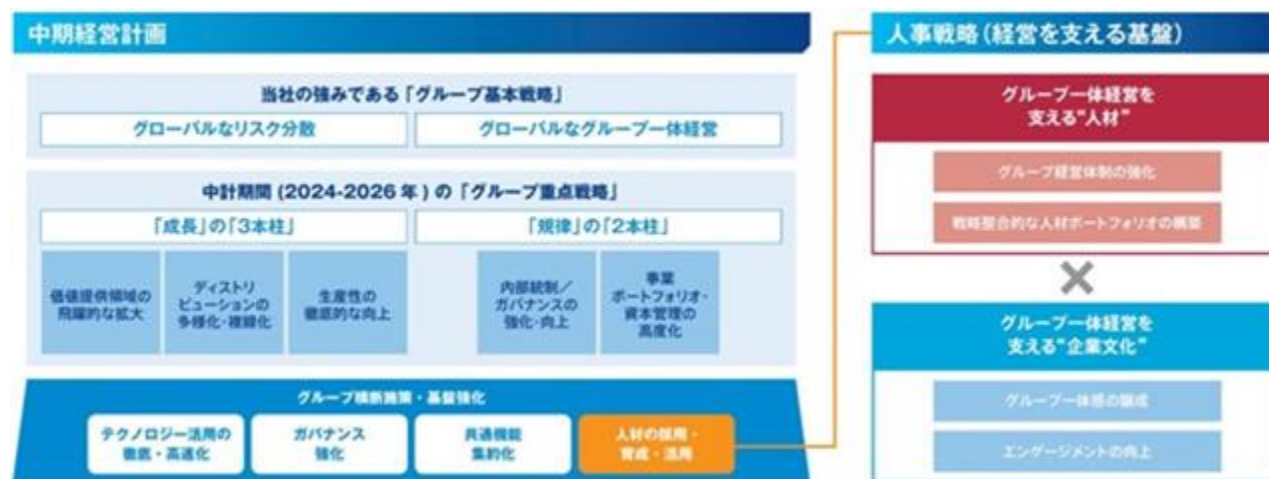 中期経営計画
当社の強みである「グループ基本戦略」
グローバルなリスク分散
グローバルなグループ一体経営
中計期間 (2024-2026 年) の「グループ重点戦略」
「成長」の「3本柱」
「規律」の「2本柱」
価値提供領域の
飛躍的な拡大
ディストリ
ビューションの
多様化・複線化
生産性の
徹底的な向上
内部統制／
ガバナンスの
強化・向上
事業
ポートフォリオ・
資本管理の
高度化
グループ横断施策・基盤強化
テクノロジー活用の
徹底・高速化
ガバナンス
強化
共通機能
集約化
人材の採用・
育成・活用
人事戦略（経営を支える基盤）
グループ一体経営を
支える“人材”
グループ経営体制の強化
戦略整合的な人材ポートフォリオの構築
×
グループ一体経営を
支える“企業文化”
グループ一体感の醸成
エンゲージメントの向上